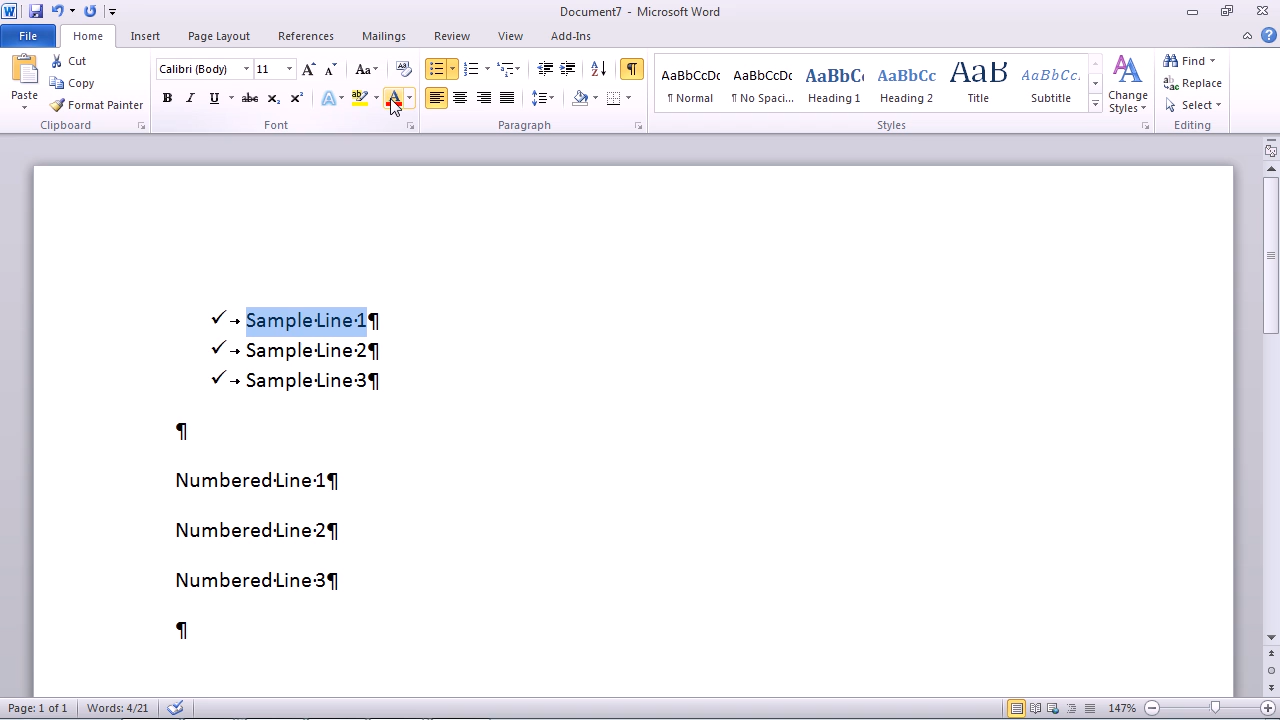 Document7 - Microsoft Word
File Home Insert Page Layout References Mailings Review View Add-Ins
Paste
Cut
Copy
Format Painter
Clipboard
Calibri (Body) 11
Font
Paragraph
AaBbCcDc AaBbCcDc AaBbCc AaBbCc AaB AaBbCc.
¶ Normal ¶ No Spaci... Heading 1 Heading 2 Title Subtitle
Change Styles
Styles
Find
Replace
Select
Editing
✓→Sample·Line·1¶
✓→Sample·Line·2¶
✓→Sample·Line·3¶
¶
Numbered·Line·1¶
Numbered·Line·2¶
Numbered·Line·3¶
¶
Page: 1 of 1 Words: 4/21 147%